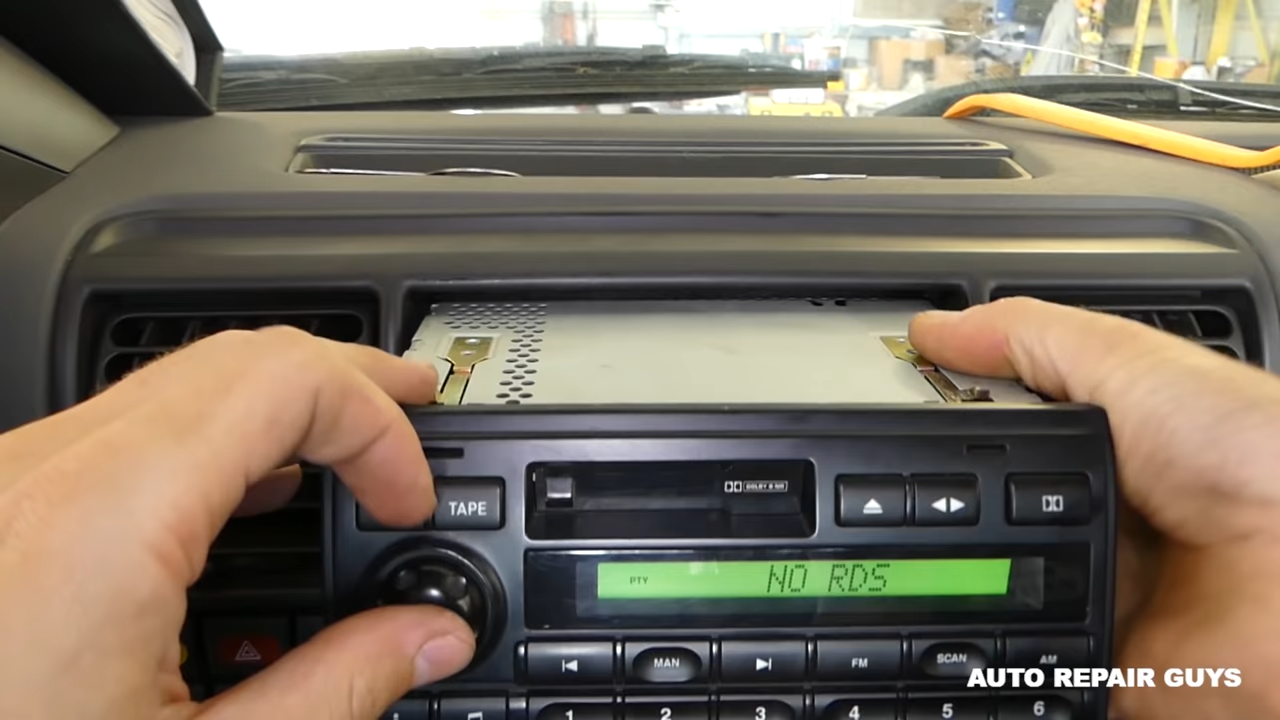 DOLBY B NR
TAPE
PTY NO RDS
MAN FM SCAN AM
1 2 3 4 5 6
AUTO REPAIR GUYS